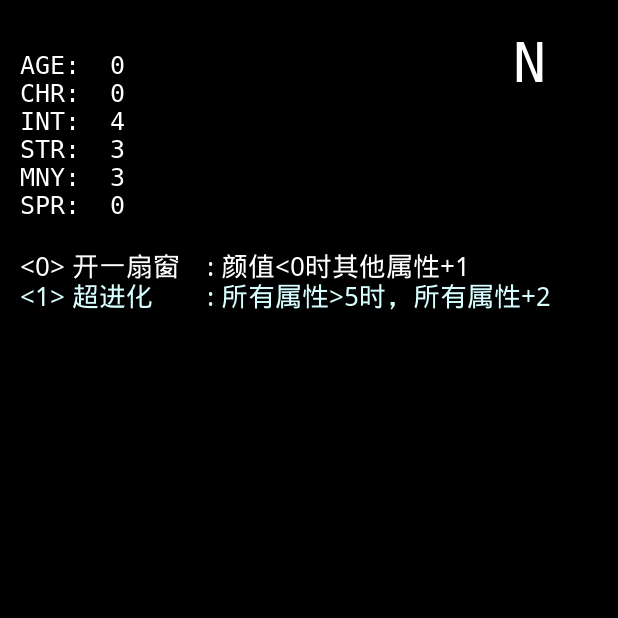 N
AGE: 0
CHR: 0
INT: 4
STR: 3
MNY: 3
SPR: 0
<0> 开一扇窗 : 颜值<0时其他属性+1
<1> 超进化 : 所有属性>5时，所有属性+2